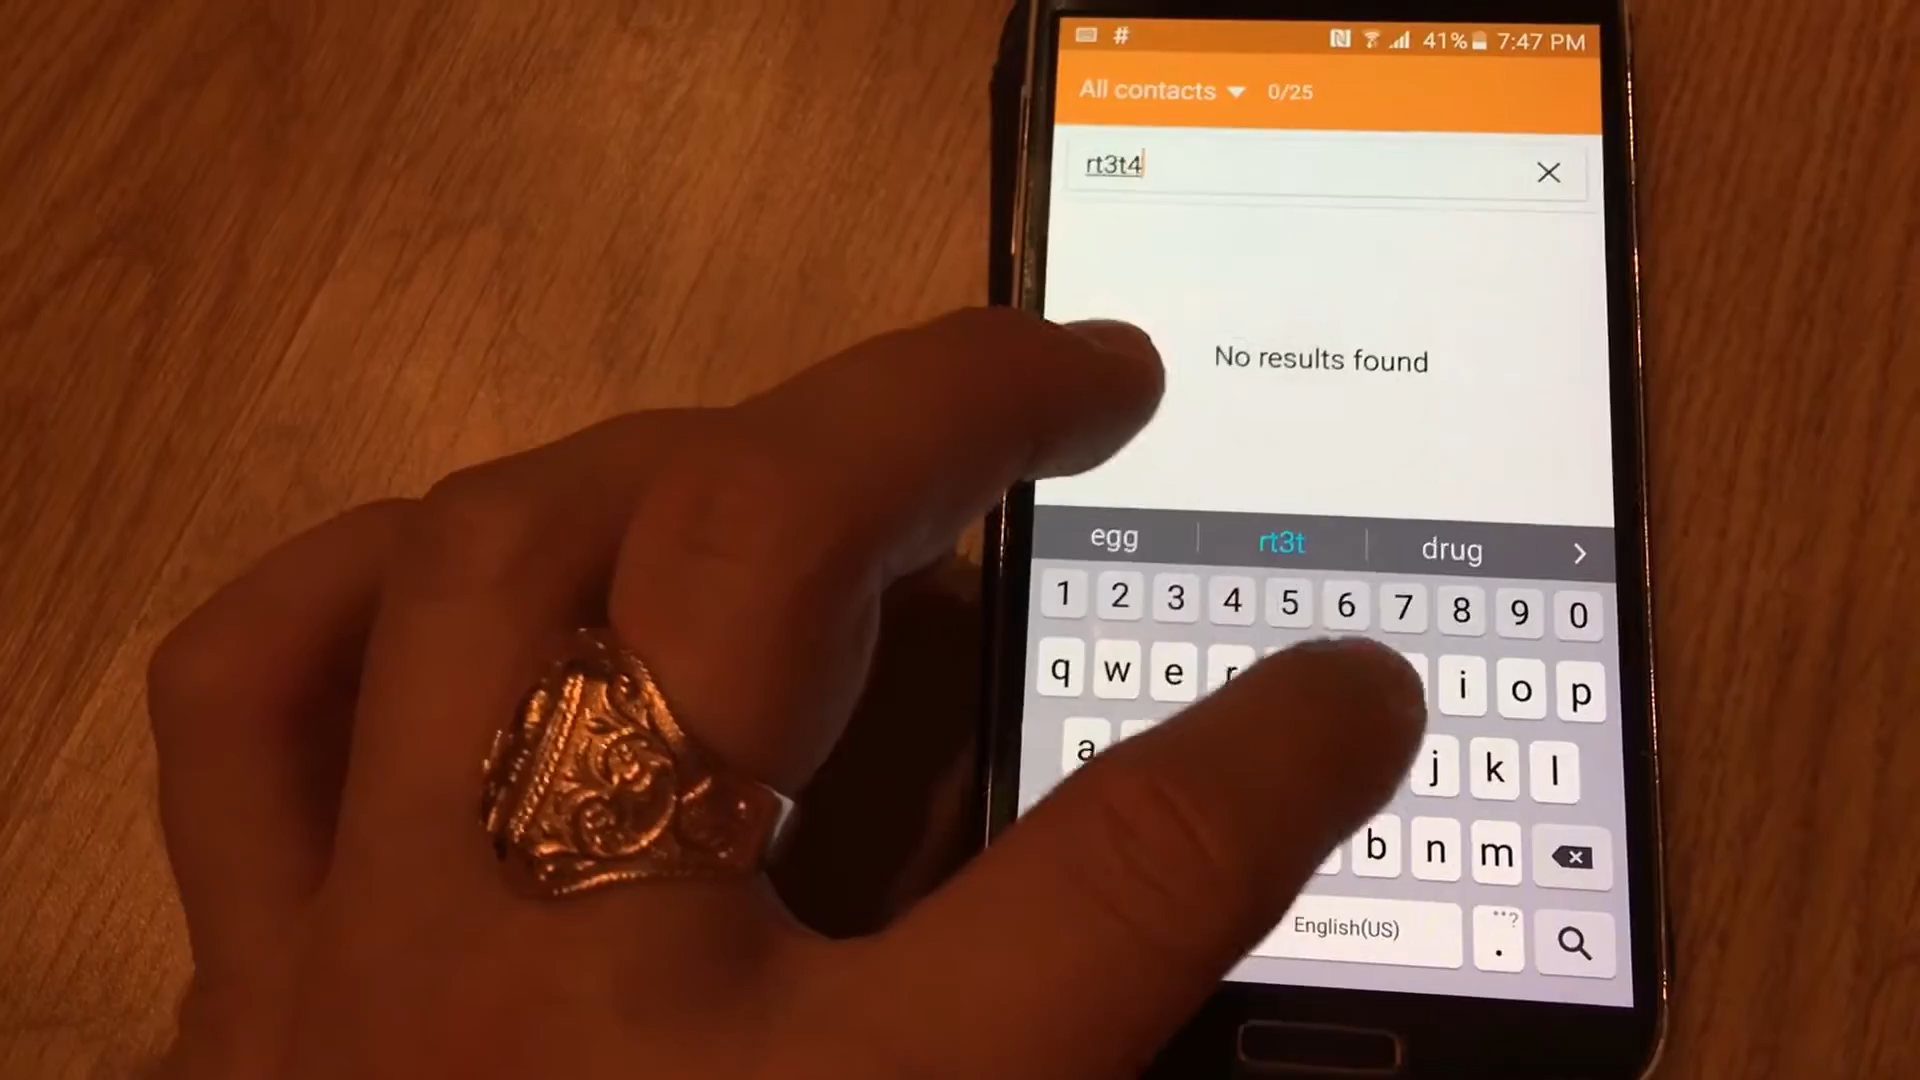 # 41% 7:47 PM
All contacts 0/25
rt3t4
No results found
egg rt3t drug
1 2 3 4 5 6 7 8 9 0
q w e r i o p
a j k l
b n m
English(US) .